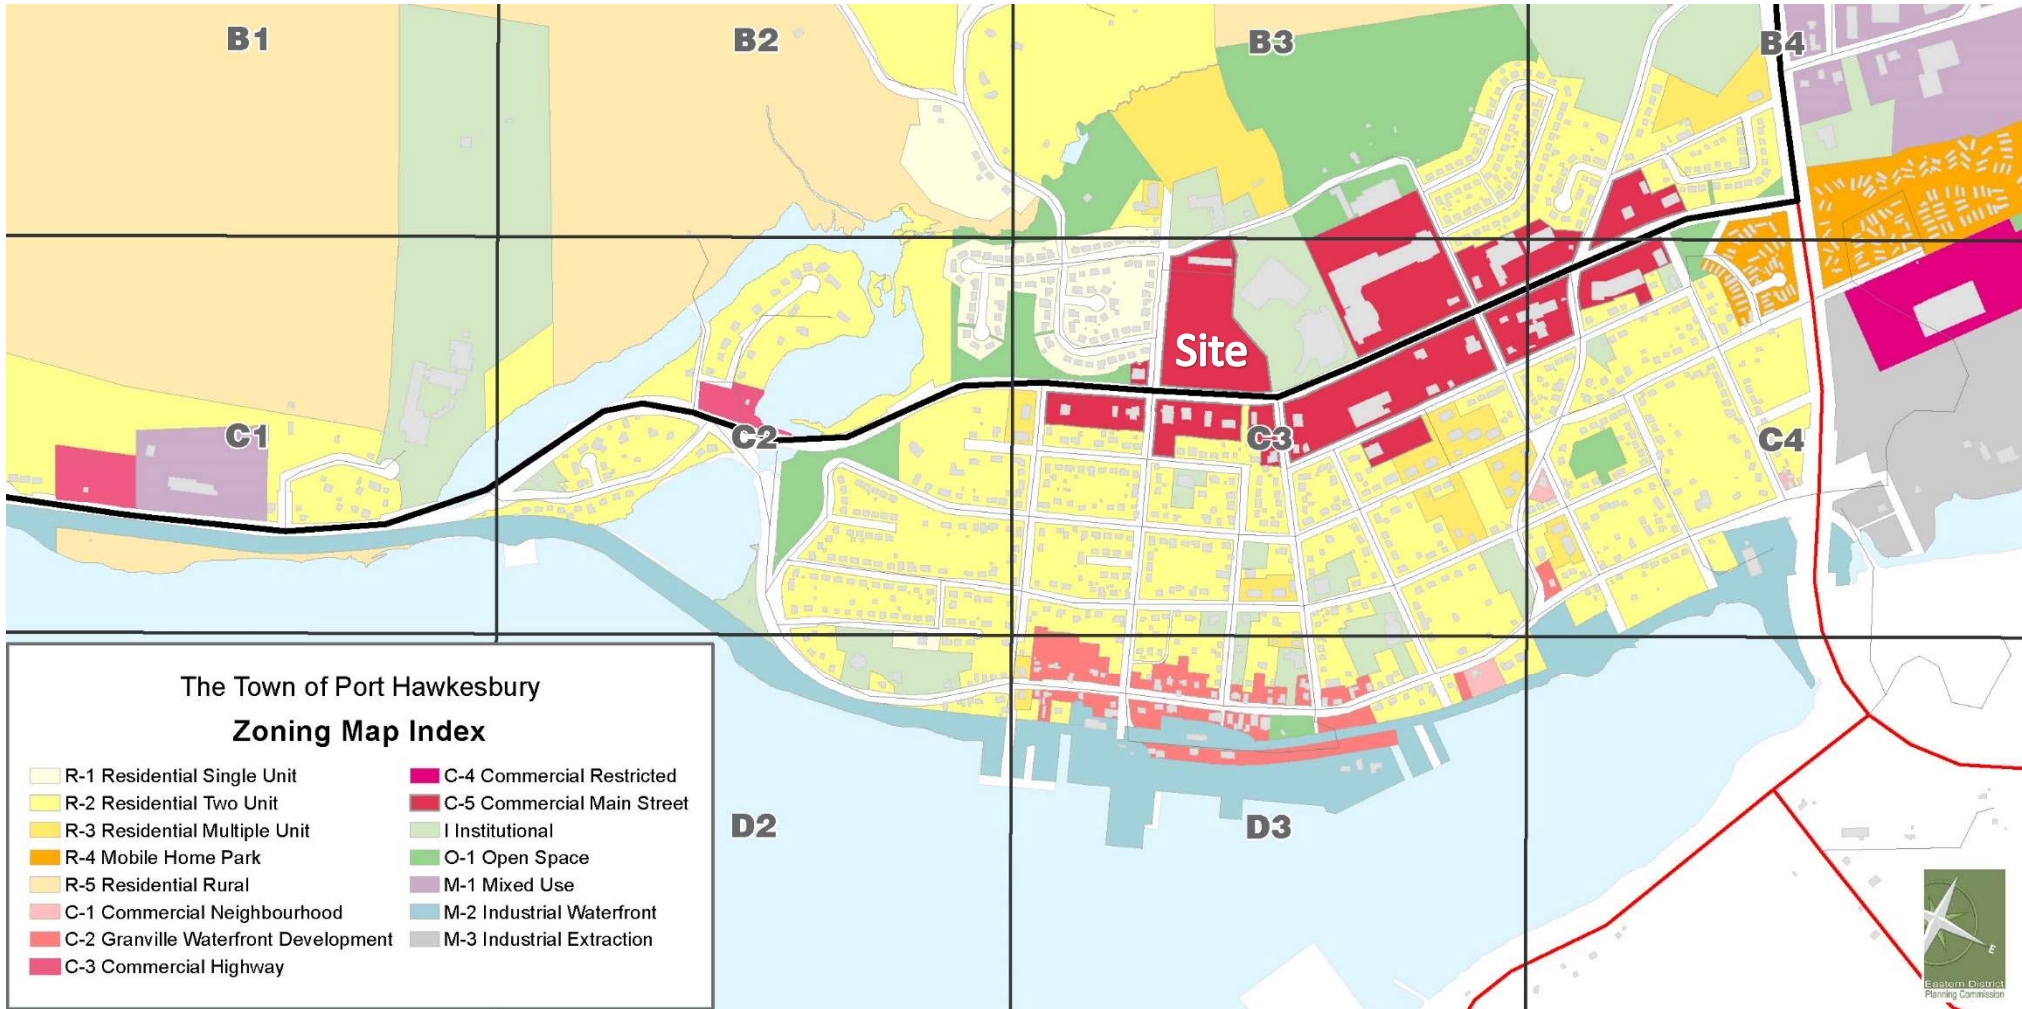 B1
B2
B3
B4
Site
C1
C2
C3
C4
The Town of Port Hawkesbury
Zoning Map Index
R-1 Residential Single Unit
R-2 Residential Two Unit
R-3 Residential Multiple Unit
R-4 Mobile Home Park
R-5 Residential Rural
C-1 Commercial Neighbourhood
C-2 Granville Waterfront Development
C-3 Commercial Highway
C-4 Commercial Restricted
C-5 Commercial Main Street
I Institutional
O-1 Open Space
M-1 Mixed Use
M-2 Industrial Waterfront
M-3 Industrial Extraction
D2
D3
E
Eastern District
Planning Commission